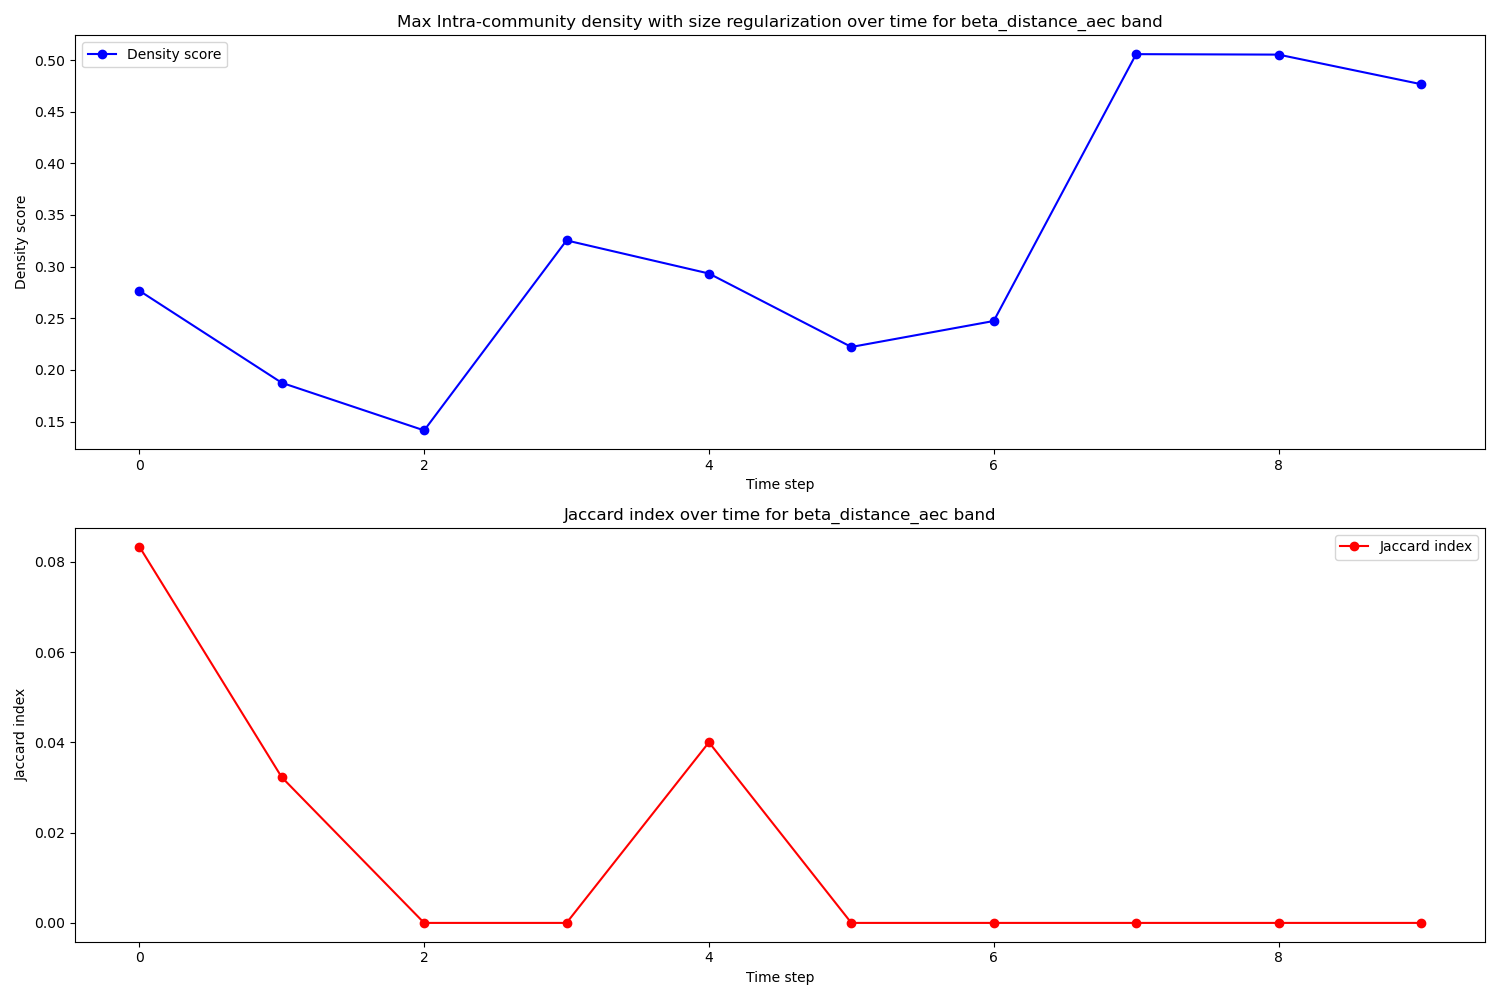 Max Intra-community density with size regularization over time for beta_distance_aec band
Density score
Density score
0.50
0.45
0.40
0.35
0.30
0.25
0.20
0.15
0 2 4 6 8
Time step
Jaccard index over time for beta_distance_aec band
Jaccard index
Jaccard index
0.08
0.06
0.04
0.02
0.00
0 2 4 6 8
Time step